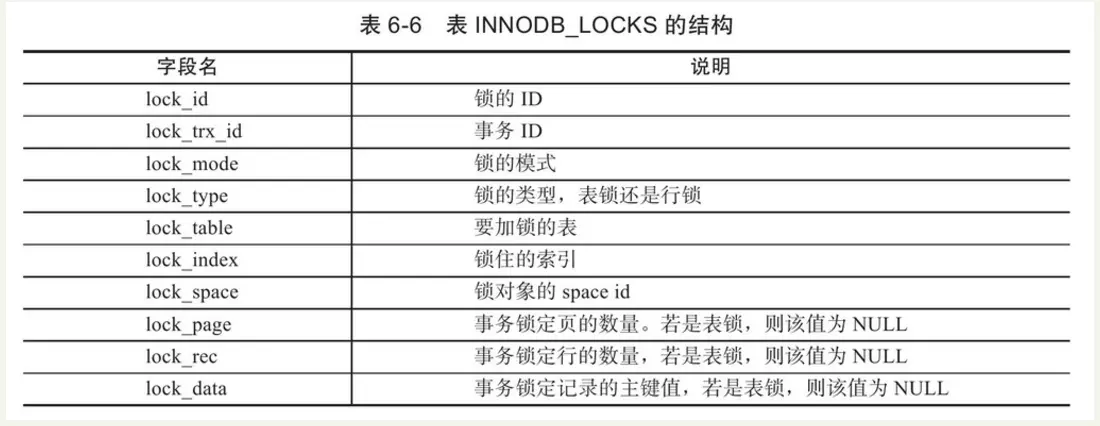 表 6-6 表 INNODB_LOCKS 的结构
字段名 说明
lock_id 锁的 ID
lock_trx_id 事务 ID
lock_mode 锁的模式
lock_type 锁的类型，表锁还是行锁
lock_table 要加锁的表
lock_index 锁住的索引
lock_space 锁对象的 space id
lock_page 事务锁定页的数量。若是表锁，则该值为 NULL
lock_rec 事务锁定行的数量，若是表锁，则该值为 NULL
lock_data 事务锁定记录的主键值，若是表锁，则该值为 NULL